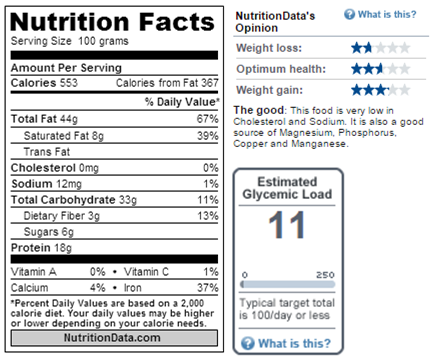 Nutrition Facts
Serving Size 100 grams
Amount Per Serving
Calories 553 Calories from Fat 367
% Daily Value*
Total Fat 44g 67%
Saturated Fat 8g 39%
Trans Fat
Cholesterol 0mg 0%
Sodium 12mg 1%
Total Carbohydrate 33g 11%
Dietary Fiber 3g 13%
Sugars 6g
Protein 18g
Vitamin A 0% • Vitamin C 1%
Calcium 4% • Iron 37%
*Percent Daily Values are based on a 2,000
calorie diet. Your daily values may be higher
or lower depending on your calorie needs.
NutritionData.com
NutritionData's
Opinion
? What is this?
Weight loss:
Optimum health:
Weight gain:
The good: This food is very low in
Cholesterol and Sodium. It is also a good
source of Magnesium, Phosphorus,
Copper and Manganese.
Estimated
Glycemic Load
11
0 250
Typical target total
is 100/day or less
? What is this?